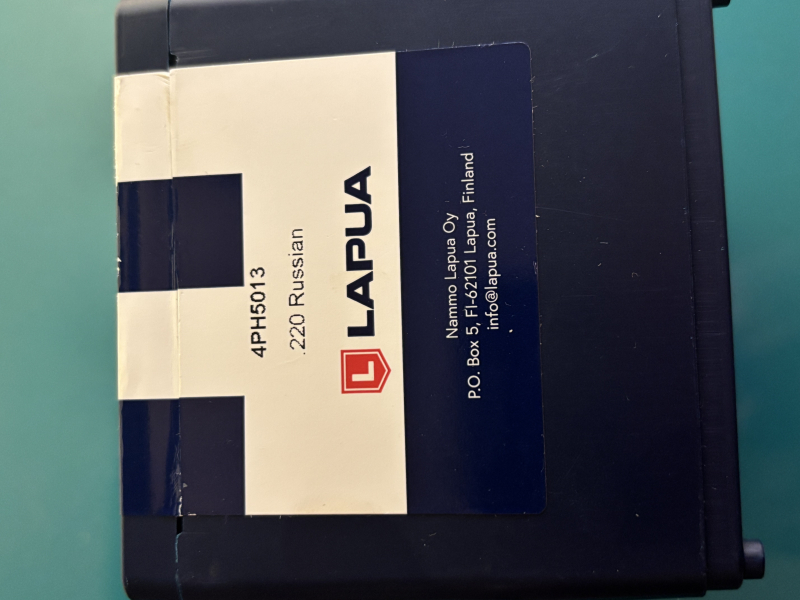 4PH5013
.220 Russian
L LAPUA
Nammo Lapua Oy
P.O. Box 5, FI-62101 Lapua, Finland
info@lapua.com